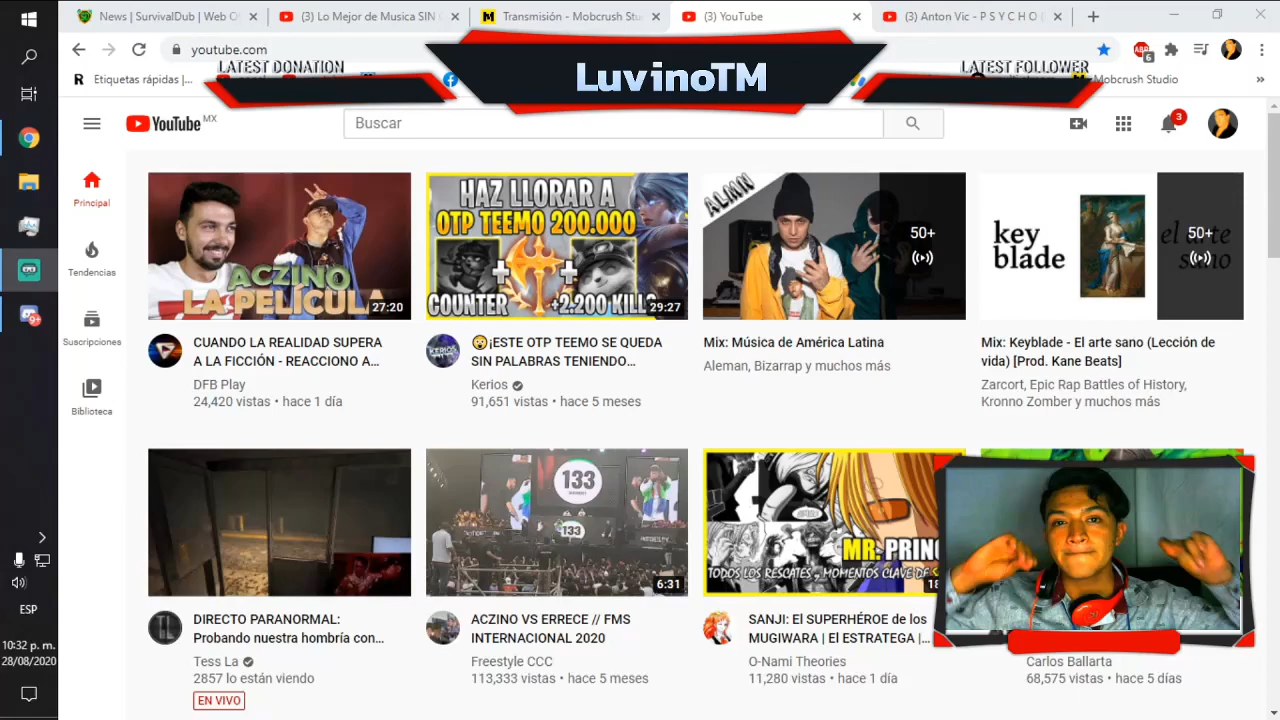 News | SurvivalDub | Web O
(3) Lo Mejor de Musica SIN C
Transmisión - Mobcrush Stu
(3) YouTube
(3) Anton Vic - P S Y C H O
youtube.com
Etiquetas rápidas |...
Mobcrush Studio
LATEST DONATION
LuvinoTM
LATEST FOLLOWER
YouTube MX
Buscar
3
Principal
Tendencias
Suscripciones
Biblioteca
ACZINO
LA PELÍCULA
27:20
HAZ LLORAR A
OTP TEEMO 200.000
COUNTER
+2.200 KILL
29:27
ALMN
50+
key
blade
el arte
sano
50+
CUANDO LA REALIDAD SUPERA
A LA FICCIÓN - REACCIONO A...
DFB Play
24,420 vistas • hace 1 día
¡ESTE OTP TEEMO SE QUEDA
SIN PALABRAS TENIENDO...
Kerios
91,651 vistas • hace 5 meses
Mix: Música de América Latina
Aleman, Bizarrap y muchos más
Mix: Keyblade - El arte sano (Lección de
vida) [Prod. Kane Beats]
Zarcort, Epic Rap Battles of History,
Kronno Zomber y muchos más
133
133
6:31
MR. PRIN
TODOS LOS RESCATES y MOMENTOS CLAVE DE
18
DIRECTO PARANORMAL:
Probando nuestra hombría con...
Tess La
2857 lo están viendo
EN VIVO
ACZINO VS ERRECE // FMS
INTERNACIONAL 2020
Freestyle CCC
113,333 vistas • hace 5 meses
SANJI: El SUPERHÉROE de los
MUGIWARA | El ESTRATEGA |...
O-Nami Theories
11,280 vistas • hace 1 día
Carlos Ballarta
68,575 vistas • hace 5 días
ESP
10:32 p. m.
28/08/2020